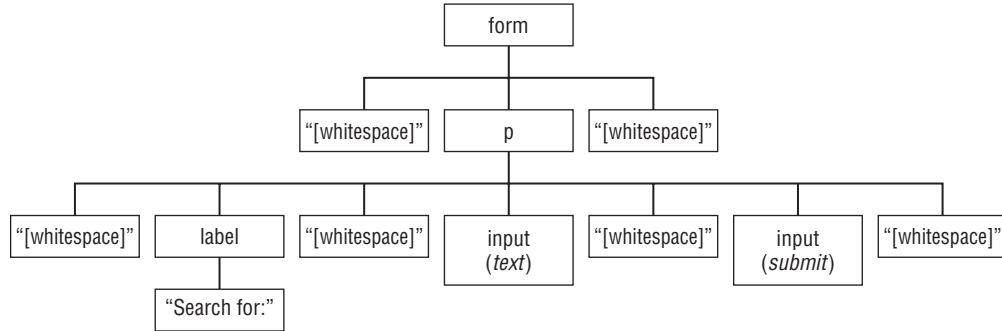 form
“[whitespace]”
p
“[whitespace]”
“[whitespace]”
label
“[whitespace]”
input
(text)
“[whitespace]”
input
(submit)
“[whitespace]”
“Search for:”